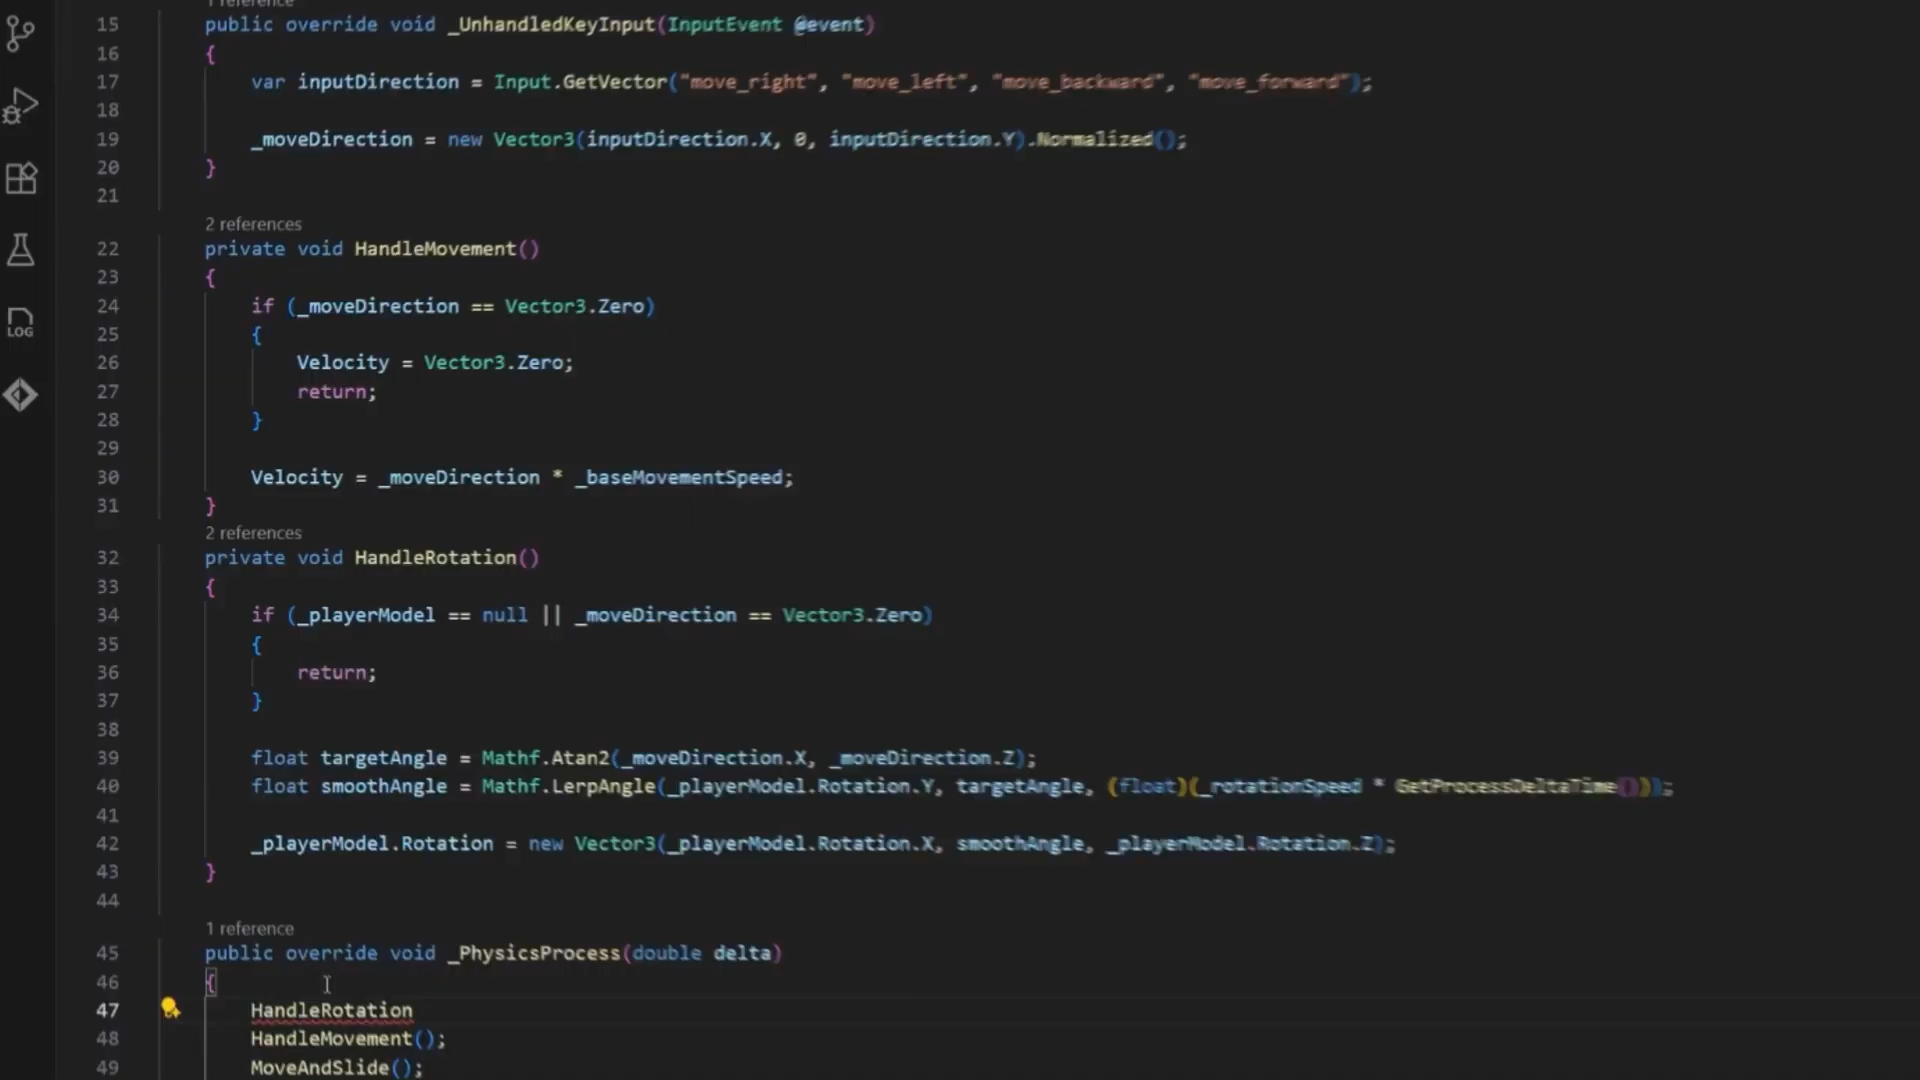 1 reference
15 public override void _UnhandledKeyInput(InputEvent @event)
16 {
17 var inputDirection = Input.GetVector("move_right", "move_left", "move_backward", "move_forward");
18
19 _moveDirection = new Vector3(inputDirection.X, 0, inputDirection.Y).Normalized();
20 }
21
2 references
22 private void HandleMovement()
23 {
24 if (_moveDirection == Vector3.Zero)
25 {
26 Velocity = Vector3.Zero;
27 return;
28 }
29
30 Velocity = _moveDirection * _baseMovementSpeed;
31 }
2 references
32 private void HandleRotation()
33 {
34 if (_playerModel == null || _moveDirection == Vector3.Zero)
35 {
36 return;
37 }
38
39 float targetAngle = Mathf.Atan2(_moveDirection.X, _moveDirection.Z);
40 float smoothAngle = Mathf.LerpAngle(_playerModel.Rotation.Y, targetAngle, (float)(_rotationSpeed * GetProcessDeltaTime()));
41
42 _playerModel.Rotation = new Vector3(_playerModel.Rotation.X, smoothAngle, _playerModel.Rotation.Z);
43 }
44
1 reference
45 public override void _PhysicsProcess(double delta)
46 {
47 HandleRotation
48 HandleMovement();
49 MoveAndSlide();
LOG